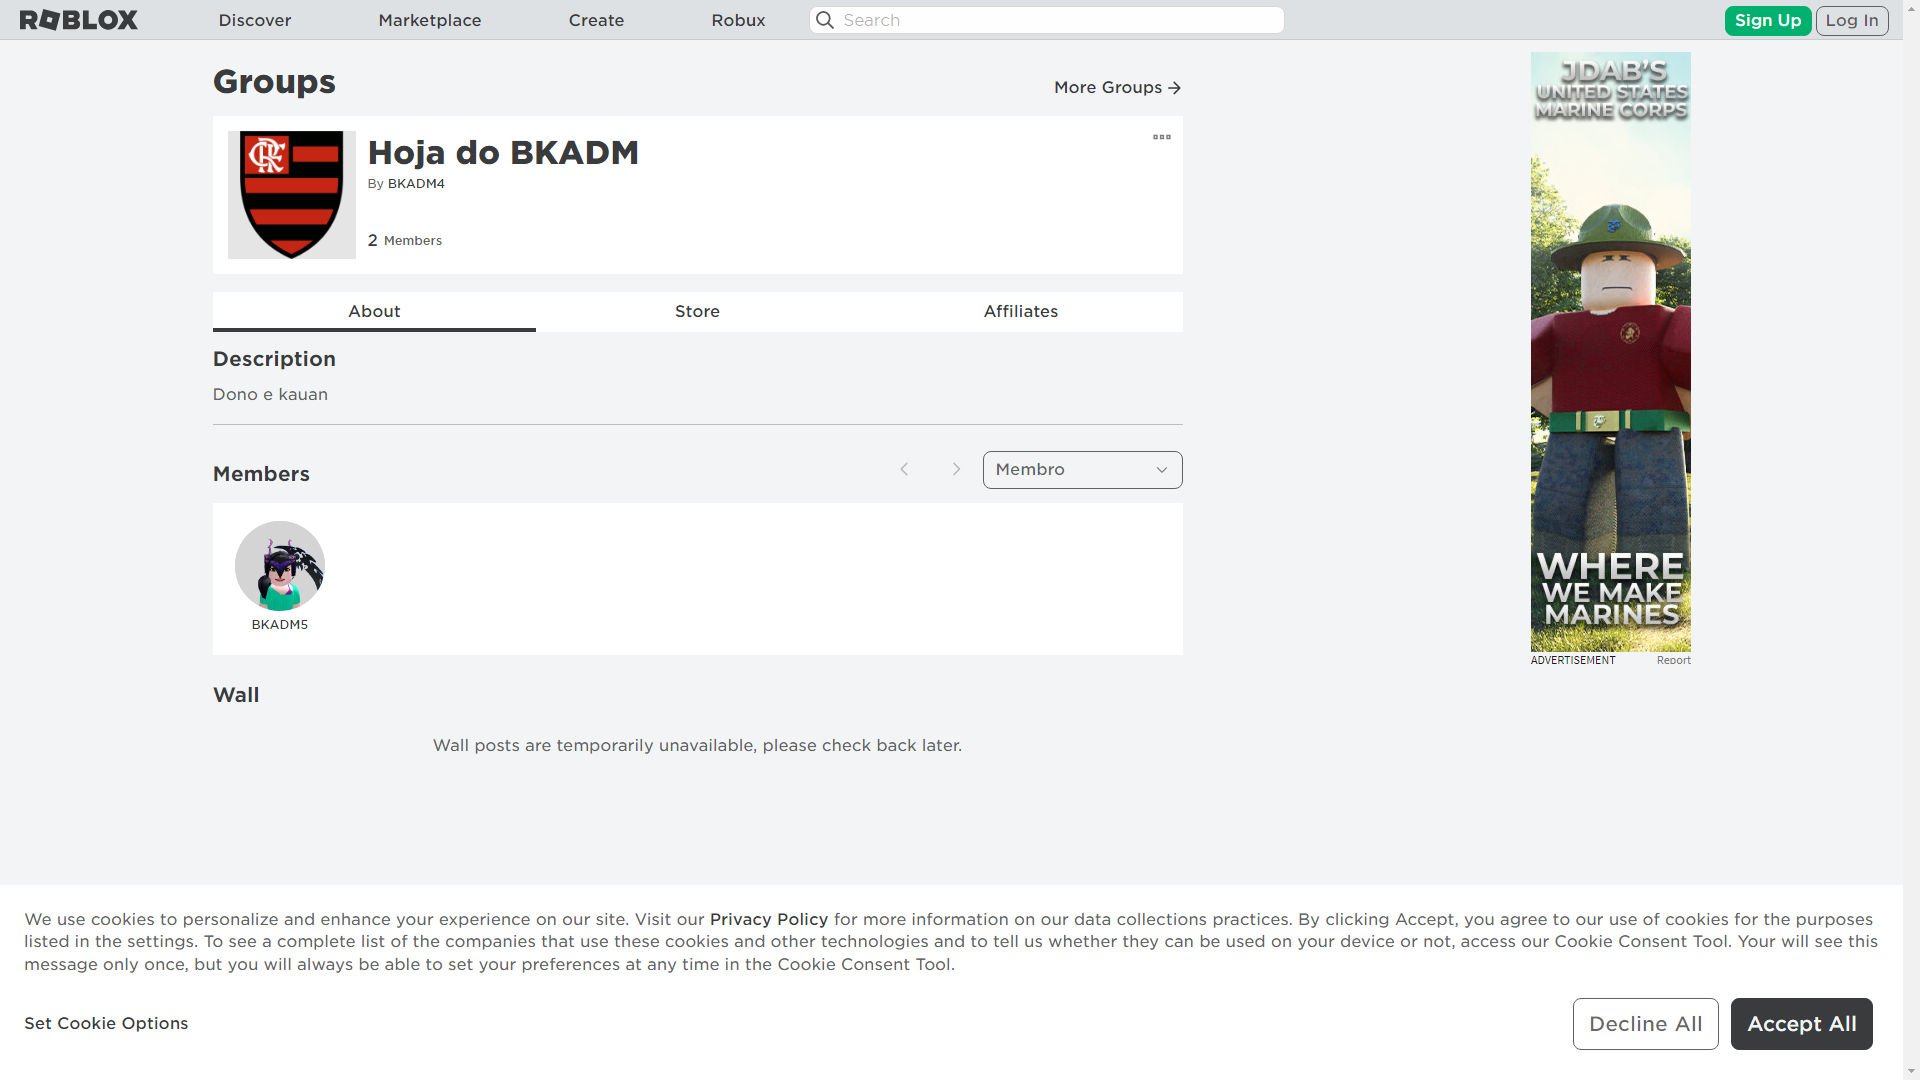 ROBLOX
Discover
Marketplace
Create
Robux
Search
Sign Up
Log In
Groups
More Groups
Hoja do BKADM
By BKADM4
2 Members
About
Store
Affiliates
Description
Dono e kauan
Members
Membro
BKADM5
Wall
Wall posts are temporarily unavailable, please check back later.
JDAB'S
UNITED STATES
MARINE CORPS
WHERE
WE MAKE
MARINES
ADVERTISEMENT
Report
We use cookies to personalize and enhance your experience on our site. Visit our Privacy Policy for more information on our data collections practices. By clicking Accept, you agree to our use of cookies for the purposes
listed in the settings. To see a complete list of the companies that use these cookies and other technologies and to tell us whether they can be used on your device or not, access our Cookie Consent Tool. Your will see this
message only once, but you will always be able to set your preferences at any time in the Cookie Consent Tool.
Set Cookie Options
Decline All
Accept All